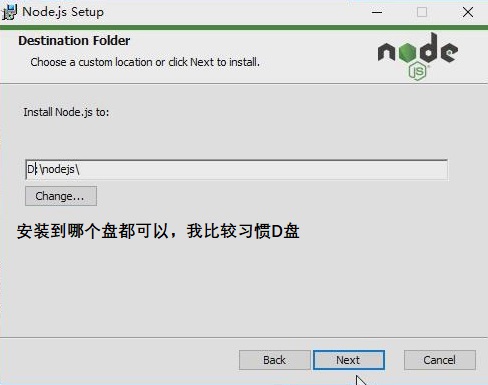 Node.js Setup
Destination Folder
Choose a custom location or click Next to install.
node
JS
Install Node.js to:
D:\nodejs\
Change...
安装到哪个盘都可以，我比较习惯D盘
Back
Next
Cancel